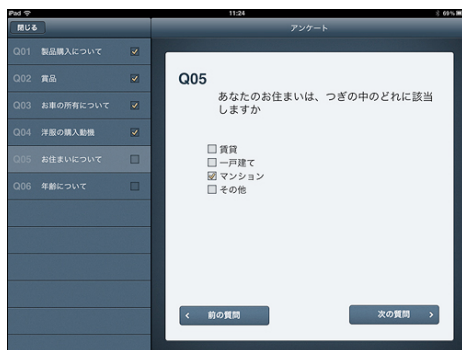 iPad 11:24 69%
閉じる アンケート
Q01 製品購入について
Q02 賞品
Q03 お車の所有について
Q04 洋服の購入動機
Q05 お住まいについて
Q06 年齢について
Q05
あなたのお住まいは、つぎの中のどれに該当
しますか
賃貸
一戸建て
マンション
その他
前の質問
次の質問